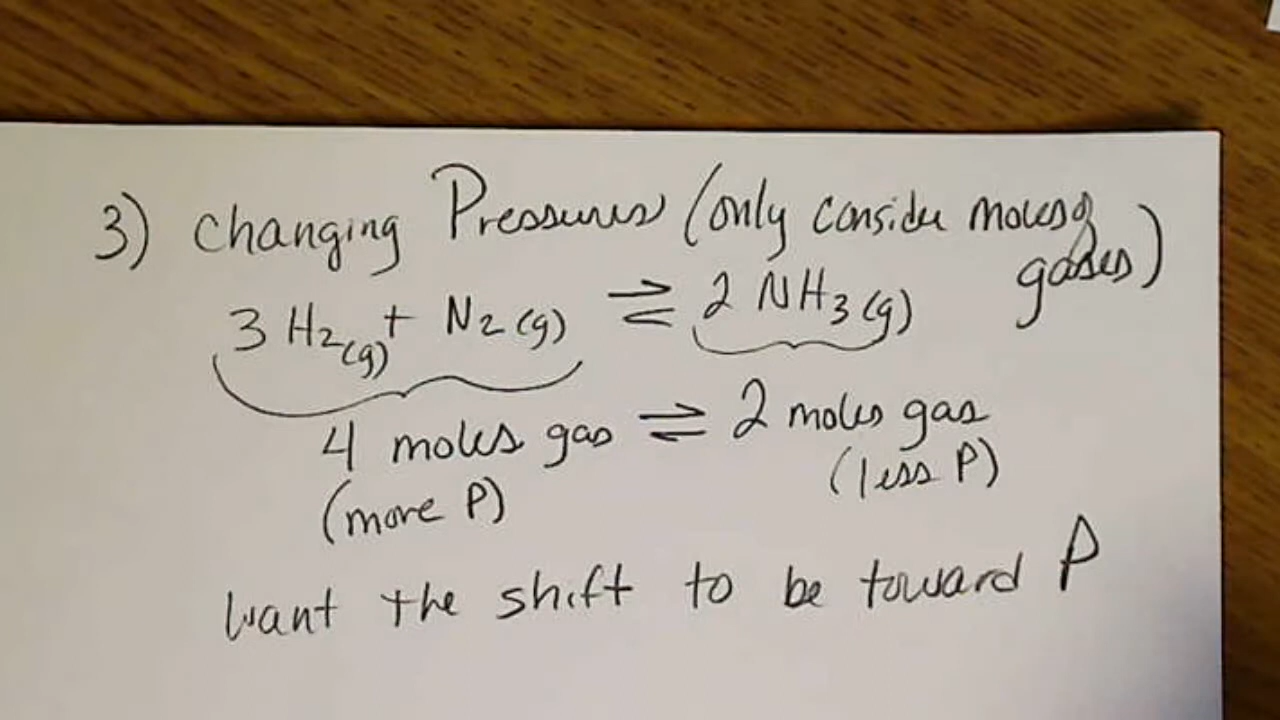 3) Changing Pressures (only consider moles of gases)
3 H2(g) + N2(g) ⇌ 2 NH3(g)
4 moles gas ⇌ 2 moles gas
(more P) (less P)
Want the shift to be toward P